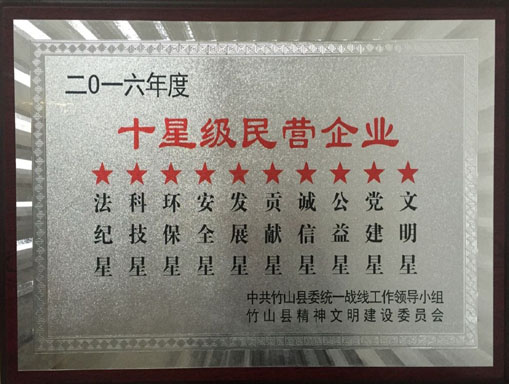 二0一六年度
十星级民营企业
★★★★★★★★★★
法纪星
科技星
环保星
安全星
发展星
贡献星
诚信星
公益星
党建星
文明星
中共竹山县委统一战线工作领导小组
竹山县精神文明建设委员会